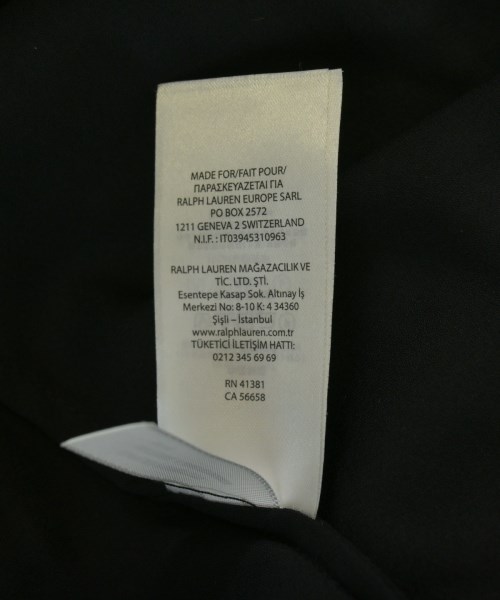 MADE FOR/FAIT POUR/
ΠΑΡΑΣΚΕΥΑΖΕΤΑΙ ΓΙΑ
RALPH LAUREN EUROPE SARL
PO BOX 2572
1211 GENEVA 2 SWITZERLAND
N.I.F. : IT03945310963
RALPH LAUREN MAĞAZACILIK VE
TİC. LTD. ŞTİ.
Esentepe Kasap Sok. Altınay İş
Merkezi No: 8-10 K: 4 34360
Şişli – İstanbul
www.ralphlauren.com.tr
TÜKETİCİ İLETİŞİM HATTI:
0212 345 69 69
RN 41381
CA 56658